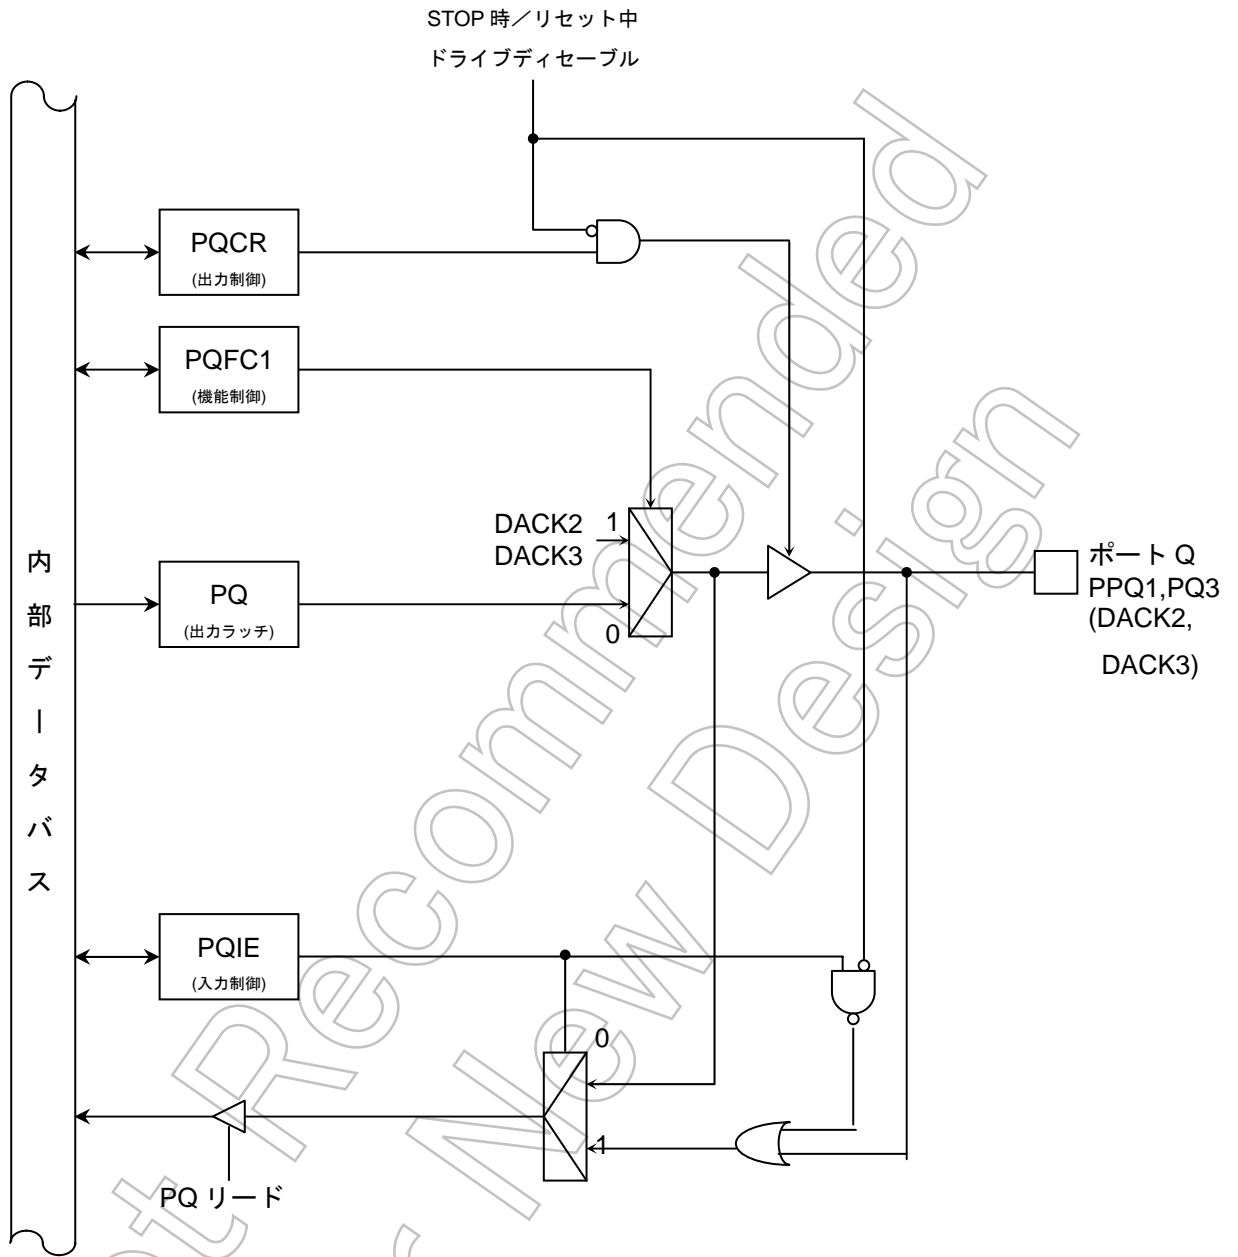 STOP 時／リセット中
ドライブディセーブル
PQCR
(出力制御)
PQFC1
(機能制御)
DACK2
DACK3
1
0
PQ
(出力ラッチ)
ポート Q
PPQ1,PQ3
(DACK2,
DACK3)
内部データバス
PQIE
(入力制御)
0
1
PQ リード
Recommended
New Design